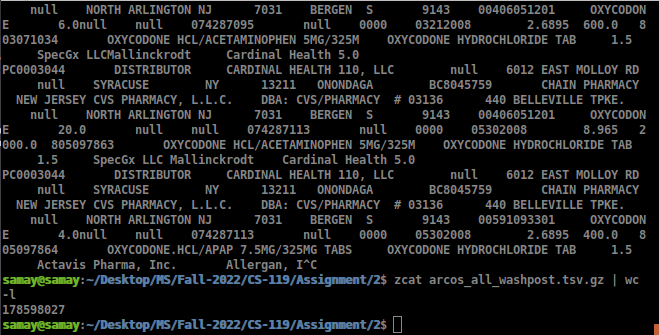 null NORTH ARLINGTON NJ 7031 BERGEN S 9143 00406051201 OXYCODON
E 6.0null null 074287095 null 0000 03212008 2.6895 600.0 8
03071034 OXYCODONE HCL/ACETAMINOPHEN 5MG/325M OXYCODONE HYDROCHLORIDE TAB 1.5
SpecGx LLCMallinckrodt Cardinal Health 5.0
PC0003044 DISTRIBUTOR CARDINAL HEALTH 110, LLC null 6012 EAST MOLLOY RD
null SYRACUSE NY 13211 ONONDAGA BC8045759 CHAIN PHARMACY
NEW JERSEY CVS PHARMACY, L.L.C. DBA: CVS/PHARMACY # 03136 440 BELLEVILLE TPKE.
null NORTH ARLINGTON NJ 7031 BERGEN S 9143 00406051201 OXYCODON
E 20.0 null null 074287113 null 0000 05302008 8.965 2
000.0 805097863 OXYCODONE HCL/ACETAMINOPHEN 5MG/325M OXYCODONE HYDROCHLORIDE TAB
1.5 SpecGx LLC Mallinckrodt Cardinal Health 5.0
PC0003044 DISTRIBUTOR CARDINAL HEALTH 110, LLC null 6012 EAST MOLLOY RD
null SYRACUSE NY 13211 ONONDAGA BC8045759 CHAIN PHARMACY
NEW JERSEY CVS PHARMACY, L.L.C. DBA: CVS/PHARMACY # 03136 440 BELLEVILLE TPKE.
null NORTH ARLINGTON NJ 7031 BERGEN S 9143 00591093301 OXYCODON
E 4.0null null 074287113 null 0000 05302008 2.6895 400.0 8
05097864 OXYCODONE.HCL/APAP 7.5MG/325MG TABS OXYCODONE HYDROCHLORIDE TAB 1.5
Actavis Pharma, Inc. Allergan, I^C
samay@samay:~/Desktop/MS/Fall-2022/CS-119/Assignment/2$ zcat arcos_all_washpost.tsv.gz | wc
-l
178598027
samay@samay:~/Desktop/MS/Fall-2022/CS-119/Assignment/2$